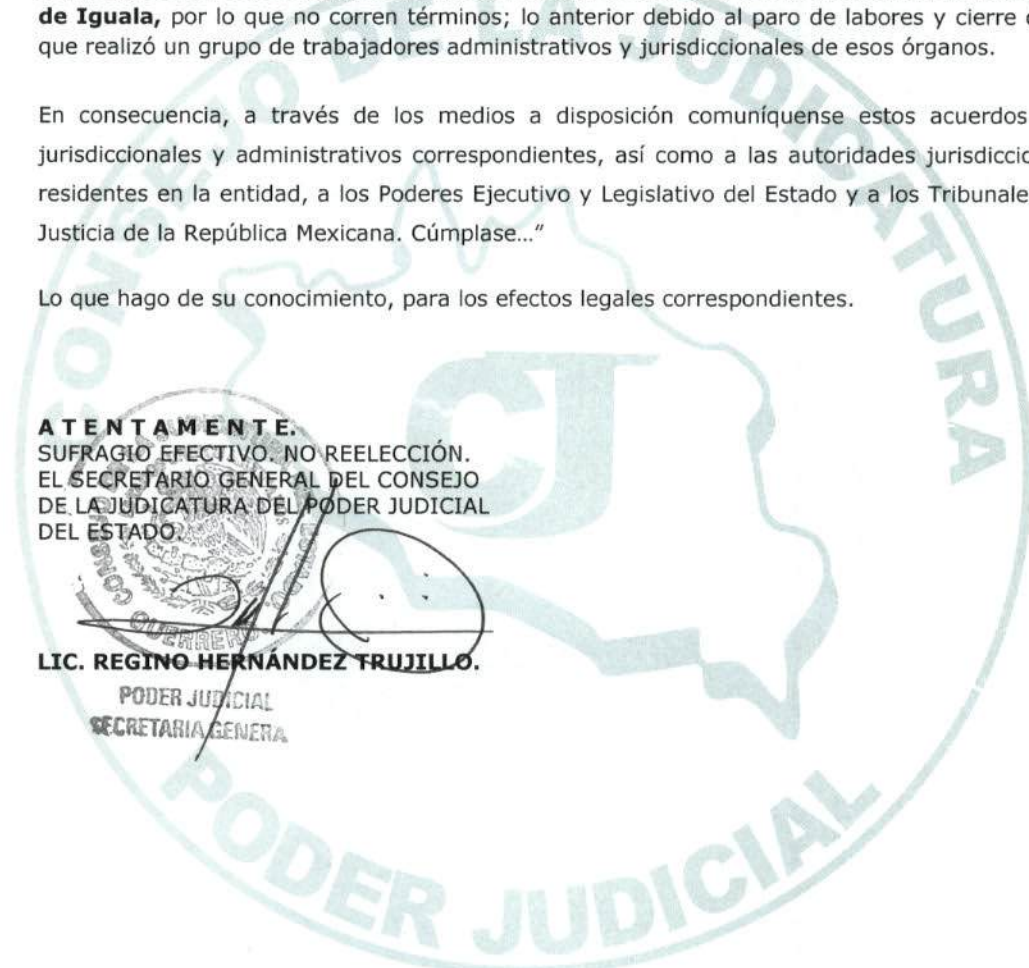 de Iguala, por lo que no corren términos; lo anterior debido al paro de labores y cierre
que realizó un grupo de trabajadores administrativos y jurisdiccionales de esos órganos.
En consecuencia, a través de los medios a disposición comuníquense estos acuerdos
jurisdiccionales y administrativos correspondientes, así como a las autoridades
residentes en la entidad, a los Poderes Ejecutivo y Legislativo del Estado y a los
Justicia de la República Mexicana. Cúmplase..."
Lo que hago de su conocimiento, para los efectos legales correspondientes.
A T E N T A M E N T E.
SUFRAGIO EFECTIVO. NO REELECCIÓN.
EL SECRETARIO GENERAL DEL CONSEJO
DE LA JUDICATURA DEL PODER JUDICIAL
DEL ESTADO.
LIC. REGINO HERNÁNDEZ TRUJILLO.
PODER JUDICIAL
SECRETARIA GENERA
GUERRERO
CONSEJO DE LA JUDICATURA
CJ
PODER JUDICIAL